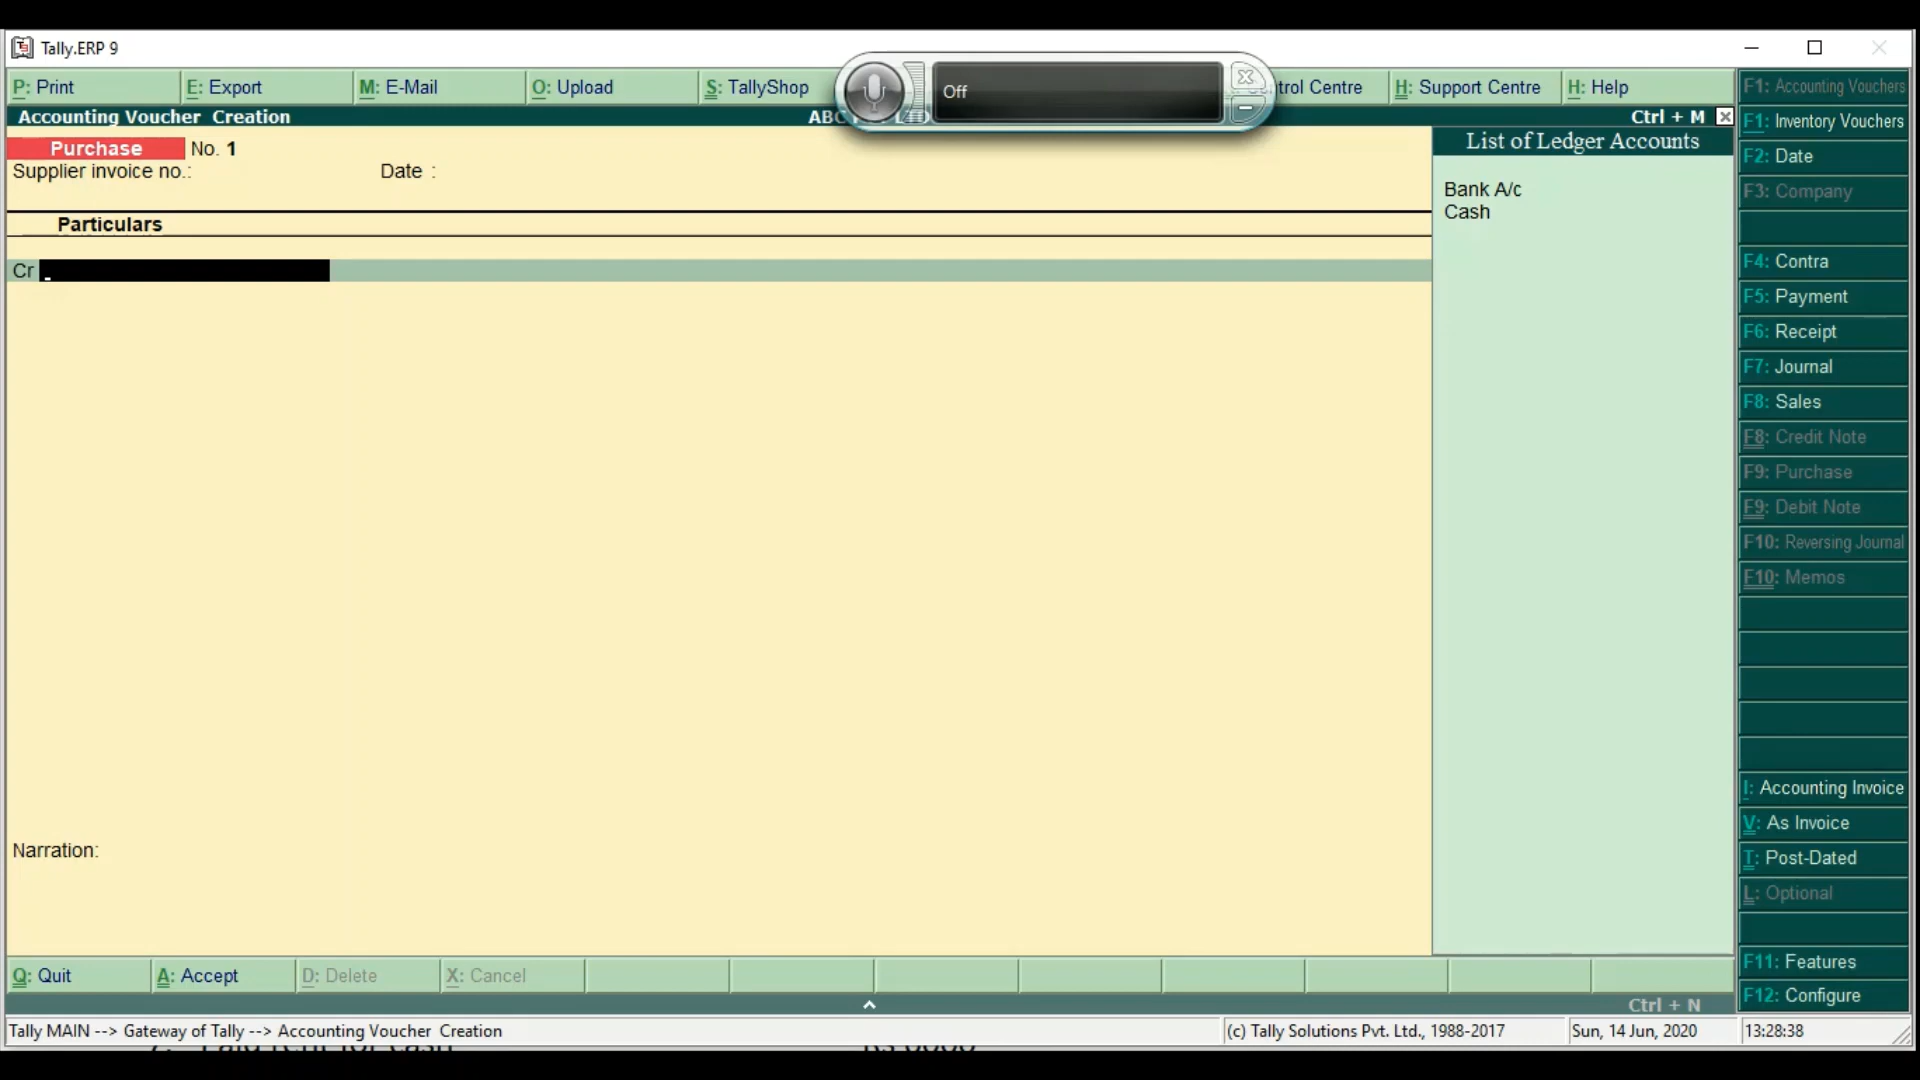 Tally.ERP 9
P: Print E: Export M: E-Mail O: Upload S: TallyShop trol Centre H: Support Centre H: Help
Off
Accounting Voucher Creation Ctrl + M
Purchase No. 1
Supplier invoice no.: Date :
Particulars
Cr
Narration:
List of Ledger Accounts
Bank A/c
Cash
F1: Accounting Vouchers
F1: Inventory Vouchers
F2: Date
F3: Company
F4: Contra
F5: Payment
F6: Receipt
F7: Journal
F8: Sales
F8: Credit Note
F9: Purchase
F9: Debit Note
F10: Reversing Journal
F10: Memos
I: Accounting Invoice
V: As Invoice
T: Post-Dated
L: Optional
F11: Features
F12: Configure
Q: Quit A: Accept D: Delete X: Cancel
Ctrl + N
Tally MAIN --> Gateway of Tally --> Accounting Voucher Creation (c) Tally Solutions Pvt. Ltd., 1988-2017 Sun, 14 Jun, 2020 13:28:38